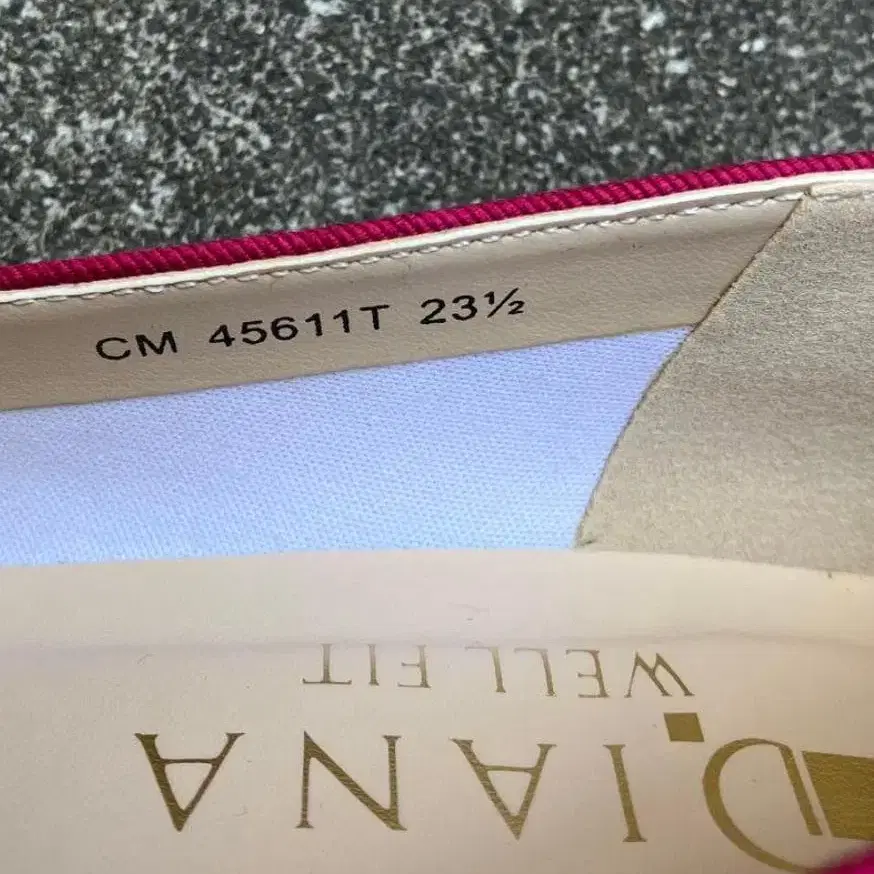 CM 45611T 23½
DIANA
WELL FIT